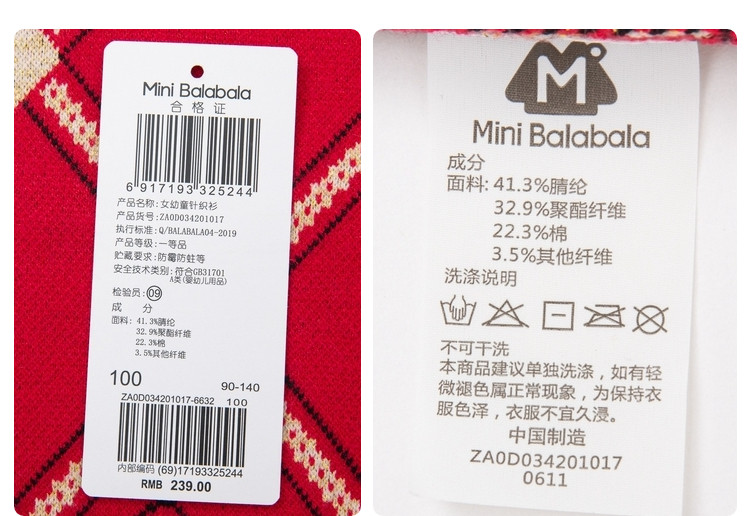 Mini Balabala
合格证
6 917193 325244
产品名称: 女幼童针织衫
产品货号: ZA0D034201017
执行标准: Q/BALABALA04-2019
产品等级: 一等品
贮藏要求: 防霉防蛀等
安全技术类别: 符合GB31701
A类(婴幼儿用品)
检验员: 09
成 分
面料: 41.3%腈纶
32.9%聚酯纤维
22.3%棉
3.5%其他纤维
100
90-140
ZA0D034201017-6632 100
内部编码 (69)17193325244
RMB 239.00
M
Mini Balabala
成分
面料: 41.3%腈纶
32.9%聚酯纤维
22.3%棉
3.5%其他纤维
洗涤说明
不可干洗
本商品建议单独洗涤，如有轻
微褪色属正常现象，为保持衣
服色泽，衣服不宜久浸。
中国制造
ZA0D034201017
0611